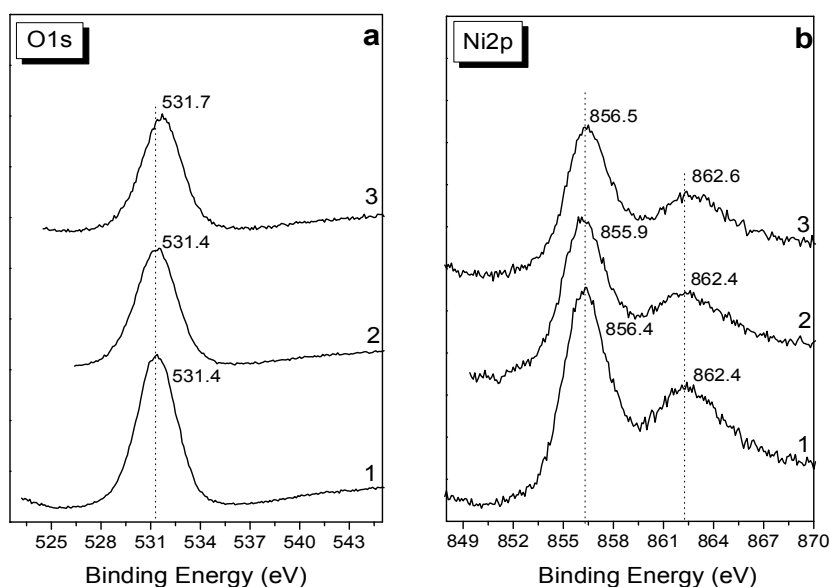 O1s
a
531.7
3
531.4
2
531.4
1
525 528 531 534 537 540 543
Binding Energy (eV)
Ni2p
b
856.5
862.6
3
855.9
862.4
2
856.4
862.4
1
849 852 855 858 861 864 867 870
Binding Energy (eV)